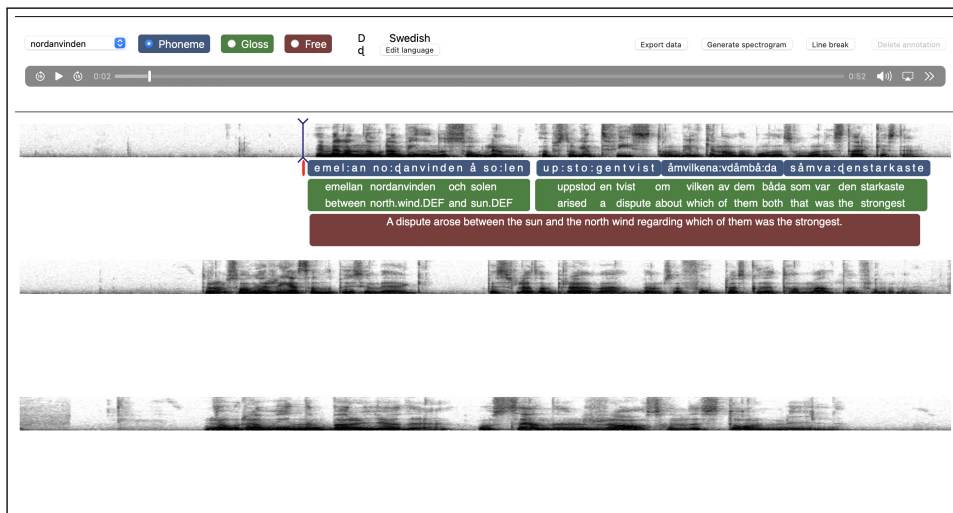 nordanvinden Phoneme Gloss Free D Swedish
ɖ Edit language Export data Generate spectrogram Line break Delete annotation
0:02 0:52
emel:an no:ɖanvinden å so:len up:sto:gentvist åmvilkena:vdåmbå:da såmva:ɖenstarkaste
emellan nordanvinden och solen uppstod en tvist om vilken av dem båda som var den starkaste
between north.wind.DEF and sun.DEF arised a dispute about which of them both that was the strongest
A dispute arose between the sun and the north wind regarding which of them was the strongest.